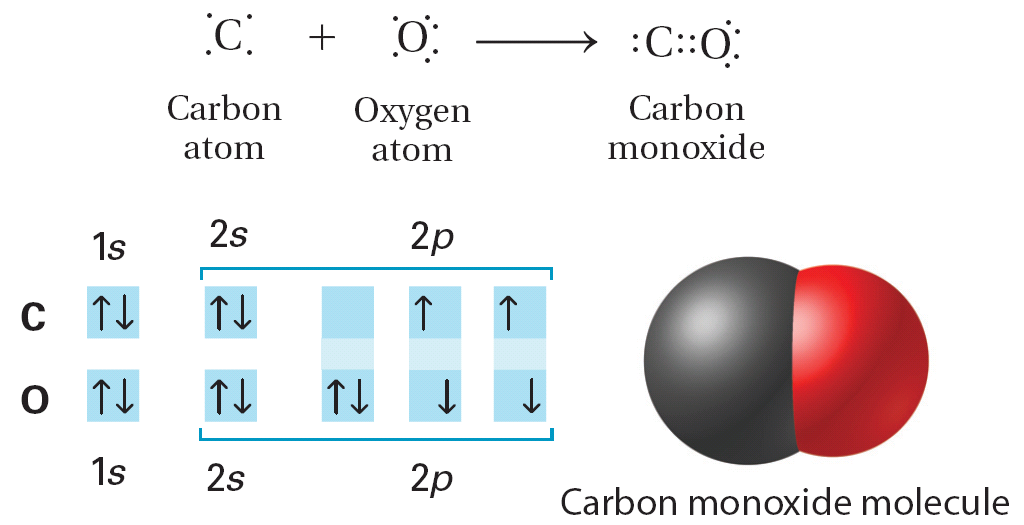 C + O ⟶ :C::O:
Carbon atom
Oxygen atom
Carbon monoxide
1s 2s 2p
C ↑↓ ↑↓ ↑ ↑
O ↑↓ ↑↓ ↑↓ ↓ ↓
1s 2s 2p
Carbon monoxide molecule